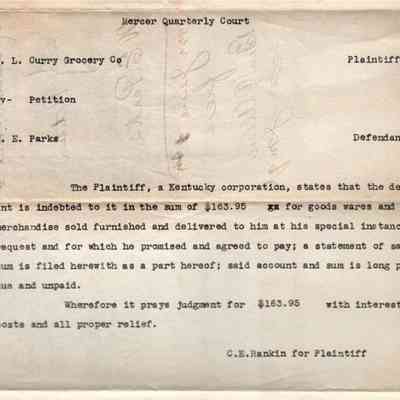 Mercer Quarterly Court
. L. Curry Grocery Co Plaintiff
v- Petition
. E. Parks Defendan
The Plaintiff, a Kentucky corporation, states that the de
nt is indebted to it in the sum of $163.95 for goods wares and
merchandise sold furnished and delivered to him at his special instanc
request and for which he promised and agreed to pay; a statement of sa
sum is filed herewith as a part hereof; said account and sum is long p
due and unpaid.
Wherefore it prays judgment for $163.95 with interest
costs and all proper relief.
C.E.Rankin for Plaintiff